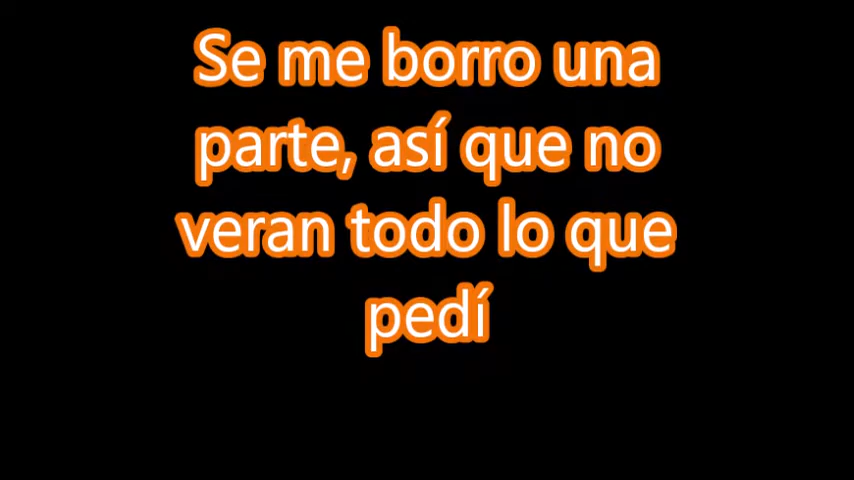 Se me borro una
parte, así que no
veran todo lo que
pedí